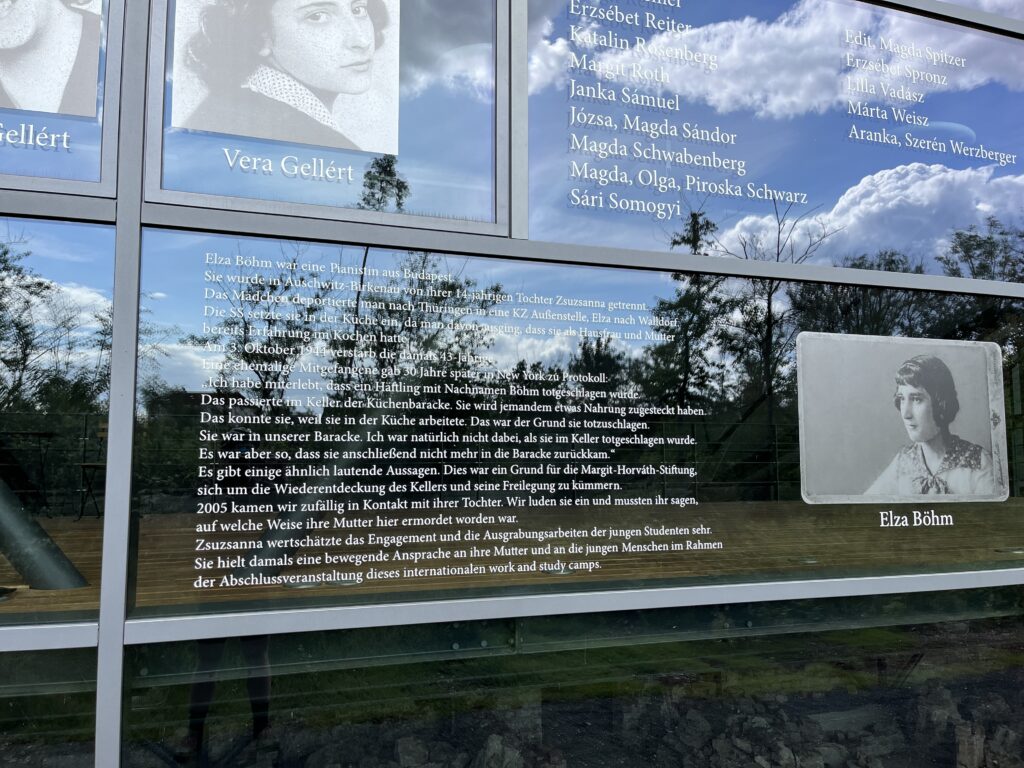 Gellért
Vera Gellért
Erzsébet Reiter
Katalin Rosenberg
Margit Roth
Janka Sámuel
Józsa, Magda Sándor
Magda Schwabenberg
Magda, Olga, Piroska Schwarz
Sári Somogyi
Edit, Magda Spitzer
Erzsébet Spronz
Lilla Vadász
Márta Weisz
Aranka, Szerén Werzberger
Elza Böhm war eine Pianistin aus Budapest.
Sie wurde in Auschwitz-Birkenau von ihrer 14-jährigen Tochter Zsuzsanna getrennt.
Das Mädchen deportierte man nach Thüringen in eine KZ Außenstelle, Elza nach Walldorf.
Die SS setzte sie in der Küche ein, da man davon ausging, dass sie als Hausfrau und Mutter
bereits Erfahrung im Kochen hatte.
Am 3. Oktober 1944 verstarb die damals 43-Jährige.
Eine ehemalige Mitgefangene gab 30 Jahre später in New York zu Protokoll:
„Ich habe miterlebt, dass ein Häftling mit Nachnamen Böhm totgeschlagen wurde.
Das passierte im Keller der Küchenbaracke. Sie wird jemandem etwas Nahrung zugesteckt haben.
Das konnte sie, weil sie in der Küche arbeitete. Das war der Grund sie totzuschlagen.
Sie war in unserer Baracke. Ich war natürlich nicht dabei, als sie im Keller totgeschlagen wurde.
Es war aber so, dass sie anschließend nicht mehr in die Baracke zurückkam.“
Es gibt einige ähnlich lautende Aussagen. Dies war ein Grund für die Margit-Horváth-Stiftung,
sich um die Wiederentdeckung des Kellers und seine Freilegung zu kümmern.
2005 kamen wir zufällig in Kontakt mit ihrer Tochter. Wir luden sie ein und mussten ihr sagen,
auf welche Weise ihre Mutter hier ermordet worden war.
Zsuzsanna wertschätzte das Engagement und die Ausgrabungsarbeiten der jungen Studenten sehr.
Sie hielt damals eine bewegende Ansprache an ihre Mutter und an die jungen Menschen im Rahmen
der Abschlussveranstaltung dieses internationalen work and study camps.
Elza Böhm